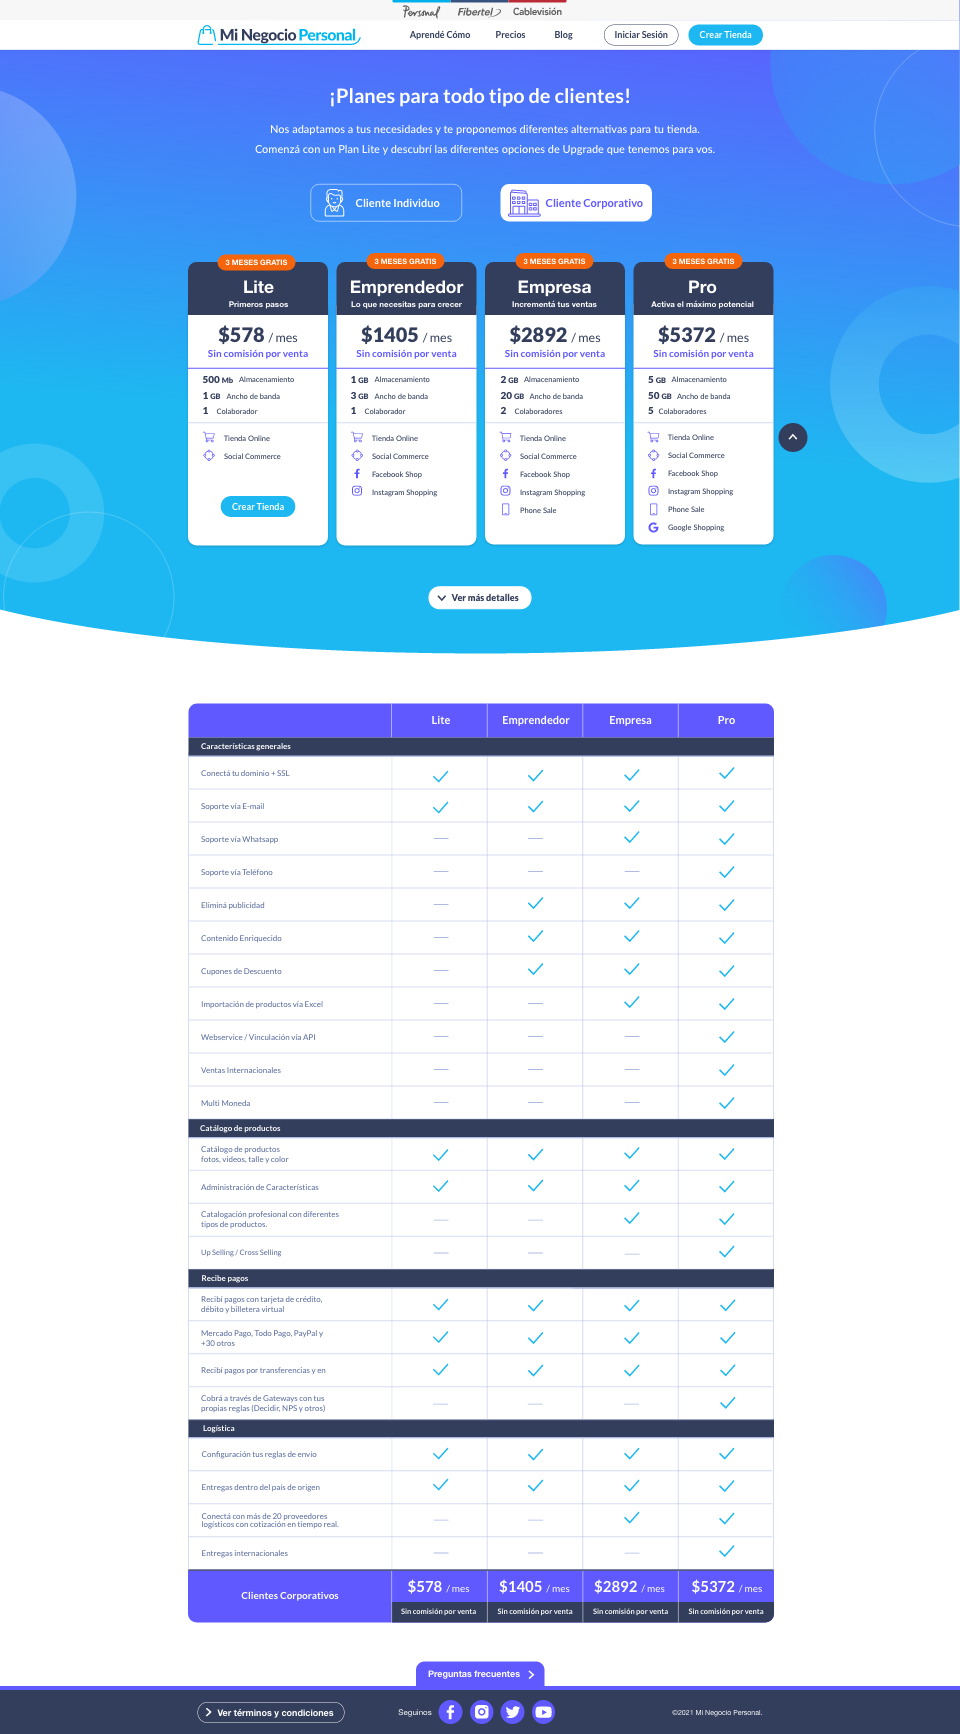 Personal Fibertel Cablevisión
Mi Negocio Personal
Aprendé Cómo
Precios
Blog
Iniciar Sesión
Crear Tienda
¡Planes para todo tipo de clientes!
Nos adaptamos a tus necesidades y te proponemos diferentes alternativas para tu tienda.
Comenzá con un Plan Lite y descubrí las diferentes opciones de Upgrade que tenemos para vos.
Cliente Individuo
Cliente Corporativo
3 MESES GRATIS
Lite
Primeros pasos
$578 / mes
Sin comisión por venta
500 Mb Almacenamiento
1 GB Ancho de banda
1 Colaborador
Tienda Online
Social Commerce
Crear Tienda
3 MESES GRATIS
Emprendedor
Lo que necesitas para crecer
$1405 / mes
Sin comisión por venta
1 GB Almacenamiento
3 GB Ancho de banda
1 Colaborador
Tienda Online
Social Commerce
Facebook Shop
Instagram Shopping
3 MESES GRATIS
Empresa
Incrementá tus ventas
$2892 / mes
Sin comisión por venta
2 GB Almacenamiento
20 GB Ancho de banda
2 Colaboradores
Tienda Online
Social Commerce
Facebook Shop
Instagram Shopping
Phone Sale
3 MESES GRATIS
Pro
Activa el máximo potencial
$5372 / mes
Sin comisión por venta
5 GB Almacenamiento
50 GB Ancho de banda
5 Colaboradores
Tienda Online
Social Commerce
Facebook Shop
Instagram Shopping
Phone Sale
Google Shopping
Ver más detalles
Lite Emprendedor Empresa Pro
Características generales
Conectá tu dominio + SSL
Soporte vía E-mail
Soporte vía Whatsapp
Soporte vía Teléfono
Eliminá publicidad
Contenido Enriquecido
Cupones de Descuento
Importación de productos vía Excel
Webservice / Vinculación vía API
Ventas Internacionales
Multi Moneda
Catálogo de productos
Catálogo de productos
fotos, videos, talle y color
Administración de Características
Catalogación profesional con diferentes
tipos de productos.
Up Selling / Cross Selling
Recibe pagos
Recibí pagos con tarjeta de crédito,
débito y billetera virtual
Mercado Pago, Todo Pago, PayPal y
+30 otros
Recibí pagos por transferencias y en
Cobrá a través de Gateways con tus
propias reglas (Decidir, NPS y otros)
Logística
Configuración tus reglas de envío
Entregas dentro del país de origen
Conectá con más de 20 proveedores
logísticos con cotización en tiempo real.
Entregas internacionales
Clientes Corporativos
$578 / mes $1405 / mes $2892 / mes $5372 / mes
Sin comisión por venta Sin comisión por venta Sin comisión por venta Sin comisión por venta
Preguntas frecuentes
Ver términos y condiciones
Seguinos
©2021 Mi Negocio Personal.